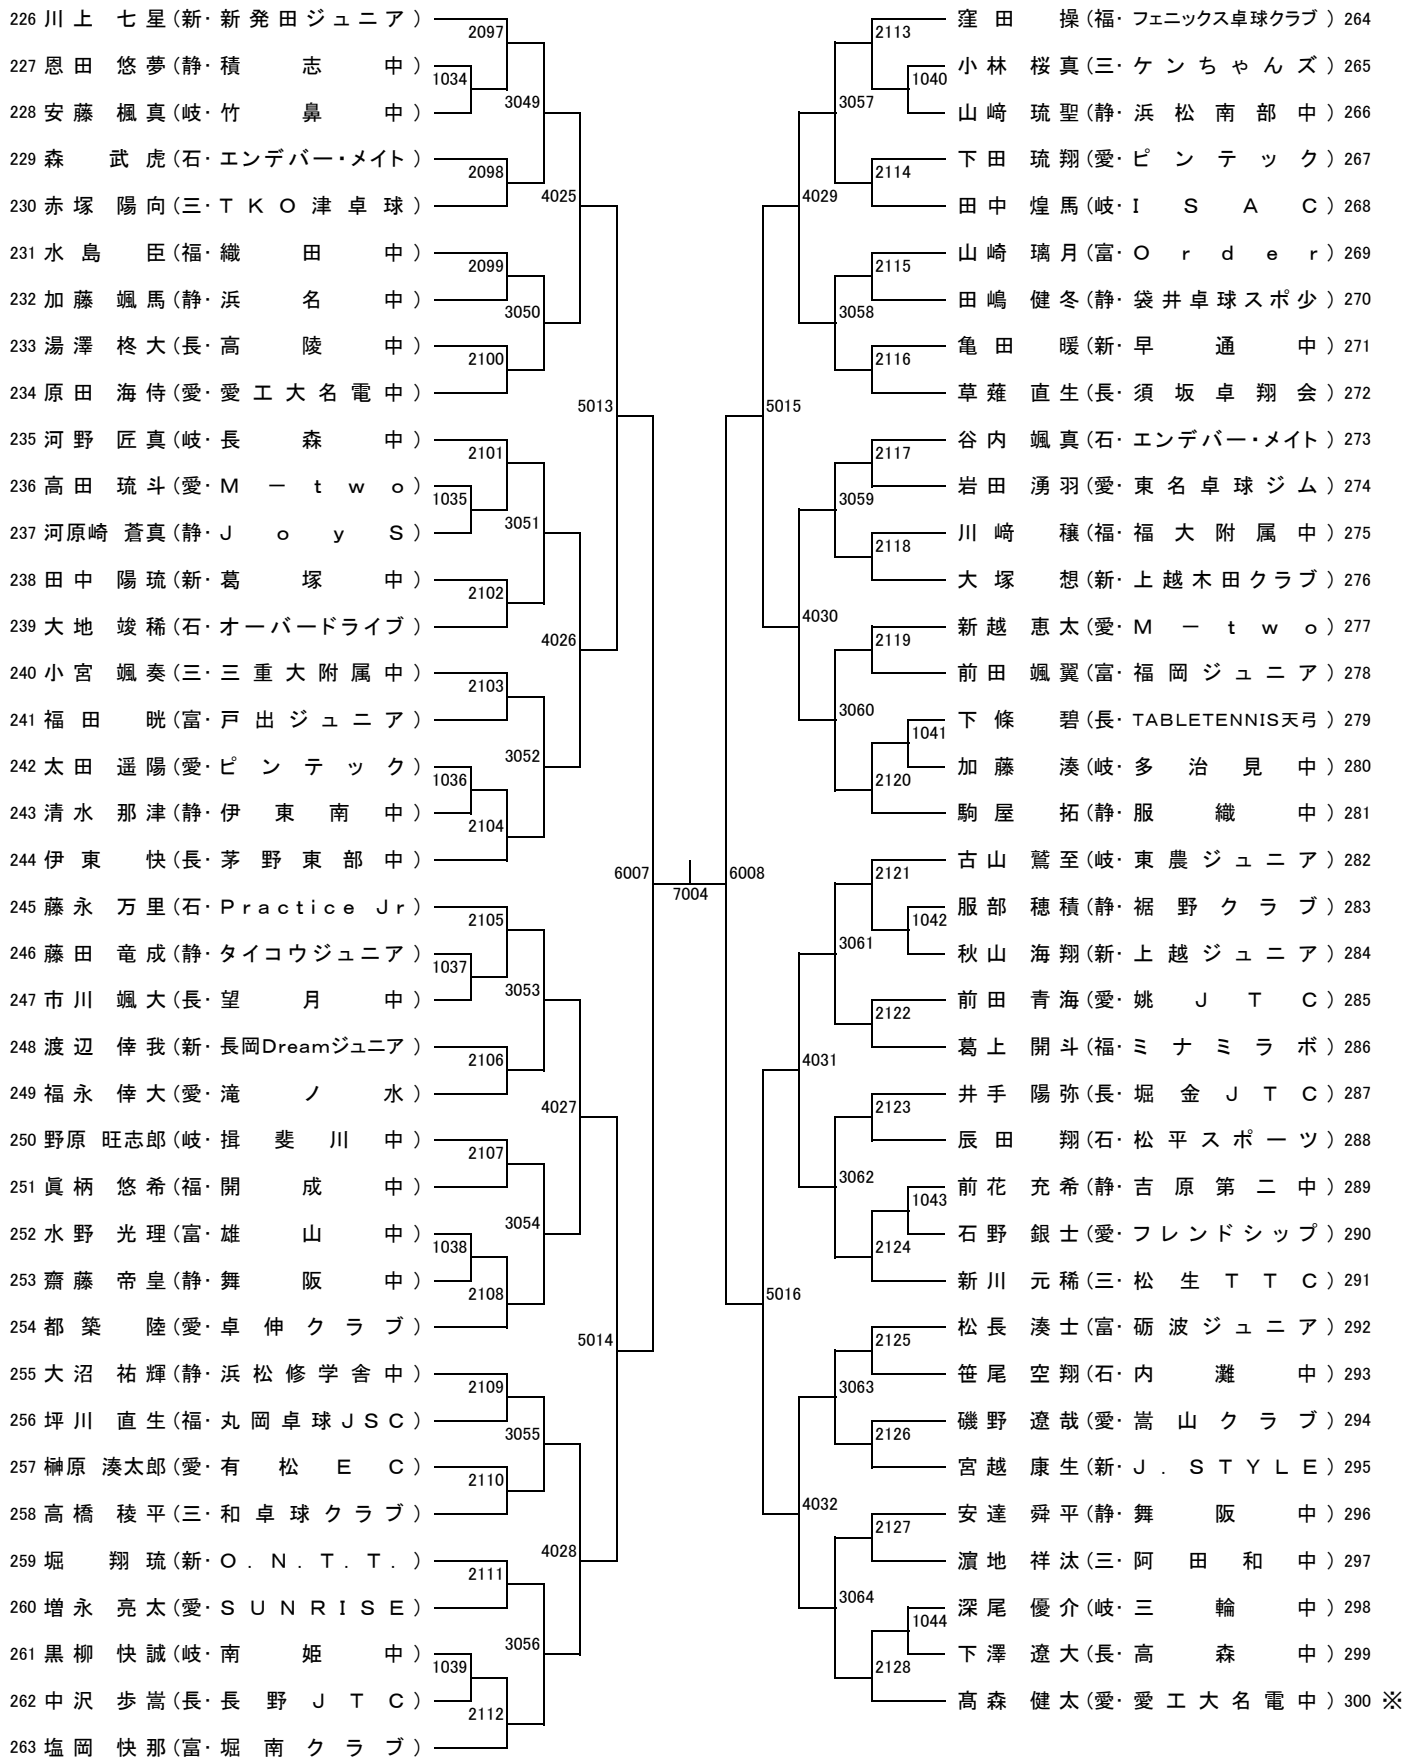 226 川上 七星 (新・新発田ジュニア)
227 恩田 悠夢 (静・積志中)
228 安藤 楓真 (岐・竹鼻中)
229 森 武虎 (石・エンデバー・メイト)
230 赤塚 陽向 (三・TKO津卓球)
231 水島 臣 (福・織田中)
232 加藤 颯馬 (静・浜名中)
233 湯澤 柊大 (長・高陵中)
234 原田 海侍 (愛・愛工大名電中)
235 河野 匠真 (岐・長森中)
236 高田 琉斗 (愛・M-two)
237 河原崎 蒼真 (静・JoyS)
238 田中 陽琉 (新・葛塚中)
239 大地 竣稀 (石・オーバードライブ)
240 小宮 颯奏 (三・三重大附属中)
241 福田 晄 (富・戸出ジュニア)
242 太田 遥陽 (愛・ピンテック)
243 清水 那津 (静・伊東南中)
244 伊東 快 (長・茅野東部中)
245 藤永 万里 (石・Practice Jr)
246 藤田 竜成 (静・タイコウジュニア)
247 市川 颯大 (長・望月中)
248 渡辺 倖我 (新・長岡Dreamジュニア)
249 福永 倖大 (愛・滝ノ水)
250 野原 旺志郎 (岐・揖斐川中)
251 眞柄 悠希 (福・開成中)
252 水野 光理 (富・雄山中)
253 齋藤 帝皇 (静・舞阪中)
254 都築 陸 (愛・卓伸クラブ)
255 大沼 祐輝 (静・浜松修学舎中)
256 坪川 直生 (福・丸岡卓球JSC)
257 榊原 湊太郎 (愛・有松EC)
258 高橋 稜平 (三・和卓球クラブ)
259 堀 翔琉 (新・O.N.T.T.)
260 増永 亮太 (愛・SUNRISE)
261 黒柳 快誠 (岐・南姫中)
262 中沢 歩嵩 (長・長野JTC)
263 塩岡 快那 (富・堀南クラブ)
1034
1035
1036
1037
1038
1039
2097
2098
2099
2100
2101
2102
2103
2104
2105
2106
2107
2108
2109
2110
2111
2112
3049
3050
3051
3052
3053
3054
3055
3056
4025
4026
4027
4028
5013
5014
6007
7004
6008
5015
5016
4029
4030
4031
4032
3057
3058
3059
3060
3061
3062
3063
3064
2113
2114
2115
2116
2117
2118
2119
2120
2121
2122
2123
2124
2125
2126
2127
2128
1040
1041
1042
1043
1044
窪田 操 (福・フェニックス卓球クラブ) 264
小林 桜真 (三・ケンちゃんズ) 265
山﨑 琉聖 (静・浜松南部中) 266
下田 琉翔 (愛・ピンテック) 267
田中 煌馬 (岐・ISAC) 268
山崎 璃月 (富・Order) 269
田嶋 健冬 (静・袋井卓球スポ少) 270
亀田 暖 (新・早通中) 271
草薙 直生 (長・須坂卓翔会) 272
谷内 颯真 (石・エンデバー・メイト) 273
岩田 湧羽 (愛・東名卓球ジム) 274
川﨑 穣 (福・福大附属中) 275
大塚 想 (新・上越木田クラブ) 276
新越 恵太 (愛・M-two) 277
前田 颯翼 (富・福岡ジュニア) 278
下條 碧 (長・TABLETENNIS天弓) 279
加藤 湊 (岐・多治見中) 280
駒屋 拓 (静・服織中) 281
古山 鷲至 (岐・東農ジュニア) 282
服部 穂積 (静・裾野クラブ) 283
秋山 海翔 (新・上越ジュニア) 284
前田 青海 (愛・姚JTC) 285
葛上 開斗 (福・ミナミラボ) 286
井手 陽弥 (長・堀金JTC) 287
辰田 翔 (石・松平スポーツ) 288
前花 充希 (静・吉原第二中) 289
石野 銀士 (愛・フレンドシップ) 290
新川 元稀 (三・松生TTC) 291
松長 湊士 (富・砺波ジュニア) 292
笹尾 空翔 (石・内灘中) 293
磯野 遼哉 (愛・嵩山クラブ) 294
宮越 康生 (新・J.STYLE) 295
安達 舜平 (静・舞阪中) 296
濵地 祥汰 (三・阿田和中) 297
深尾 優介 (岐・三輪中) 298
下澤 遼大 (長・高森中) 299
髙森 健太 (愛・愛工大名電中) 300 ※